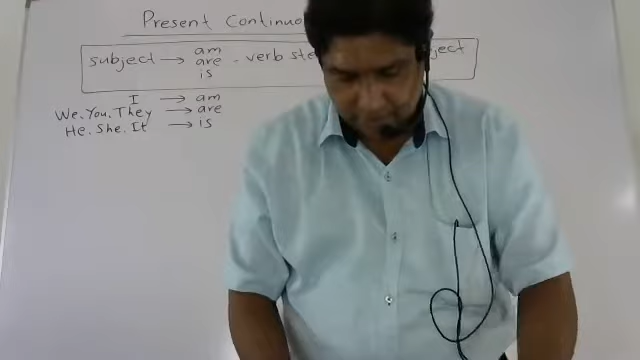 Present Continuo
subject → am
are - verb ste ject
is
I → am
We. You. They → are
He. She. It → is